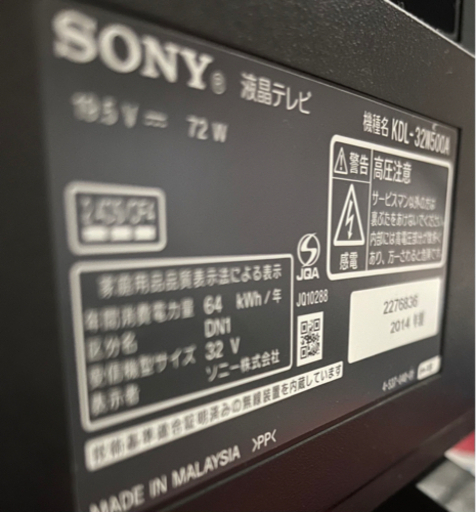 SONY® 液晶テレビ
19.5V ⎓ 72W
機種名 KDL-32W500A
⚠警告 高圧注意
サービスマン以外の方は
裏ぶたをあけないでください。
内部には高電圧部分が数多く
あり、万一さわると危険です。
感電
2.4DS/OF4
JQA
JQ10288
家庭用品品質表示法による表示
年間消費電力量 64 kWh/年
区分名 DN1
受信機型サイズ 32 V
表示者 ソニー株式会社
2276836
2014 年製
技術基準適合証明済みの無線装置を内蔵しています
MADE IN MALAYSIA >PP<